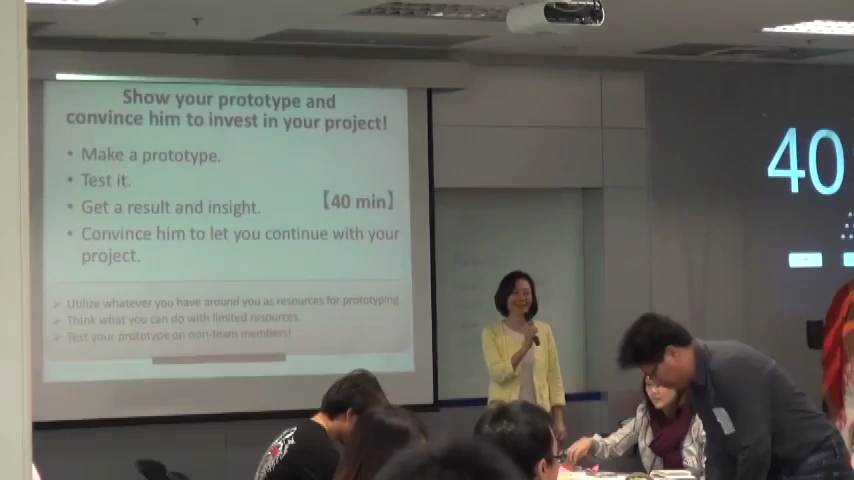 Show your prototype and
convince him to invest in your project!
• Make a prototype.
• Test it.
• Get a result and insight.
【40 min】
• Convince him to let you continue with your
project.
➢ Utilize whatever you have around you as resources for prototyping
➢ Think what you can do with limited resources.
➢ Test your prototype on non-team members!
40